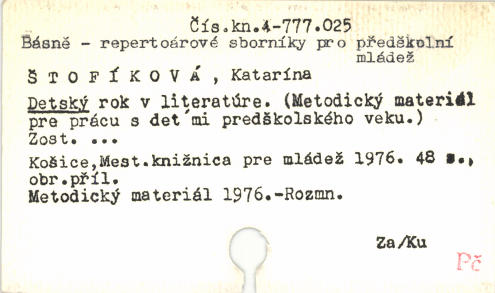 Čís.kn.4-777.025
Básně - repertoárové sborníky pro předškolní
mládež
ŠTOFÍKOVÁ, Katarína
Detský rok v literatúre. (Metodický materiál
pre prácu s det´mi predškolského veku.)
Zost. ...
Košice,Mest.knižnica pre mládež 1976. 48 s.,
obr.příl.
Metodický materiál 1976.-Rozmn.
Za/Ku
Pč